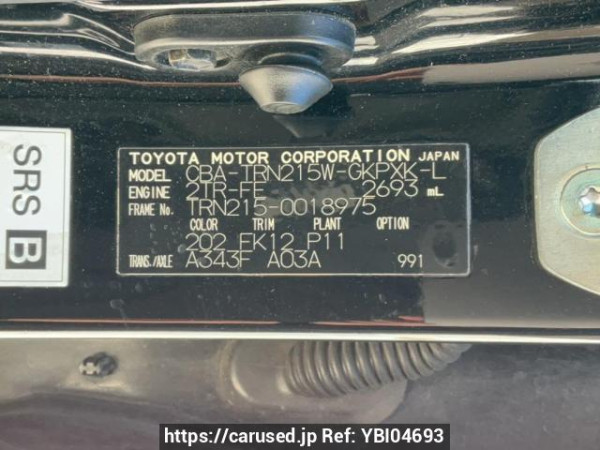 SRS B
TOYOTA MOTOR CORPORATION JAPAN
MODEL CBA-TRN215W-GKPXK-L
ENGINE 2TR-FE 2693 mL
FRAME No. TRN215-0018975
COLOR TRIM PLANT OPTION
202 FK12 P11
TRANS./AXLE A343F A03A 991
https://carused.jp Ref: YBI04693